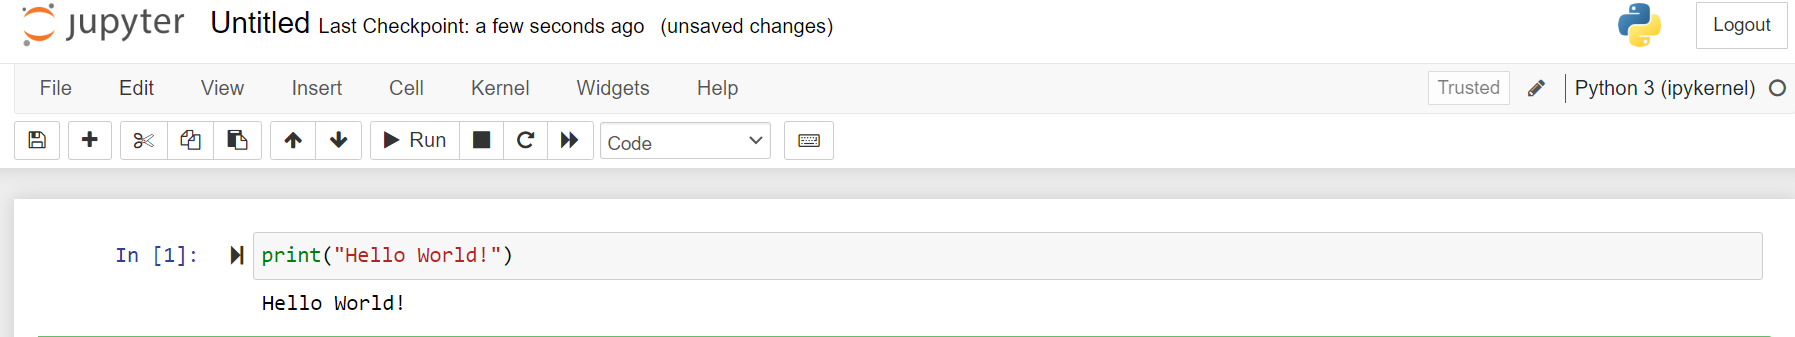 jupyter Untitled Last Checkpoint: a few seconds ago (unsaved changes) Logout
File Edit View Insert Cell Kernel Widgets Help Trusted Python 3 (ipykernel)
Run Code
In [1]: print("Hello World!")
Hello World!